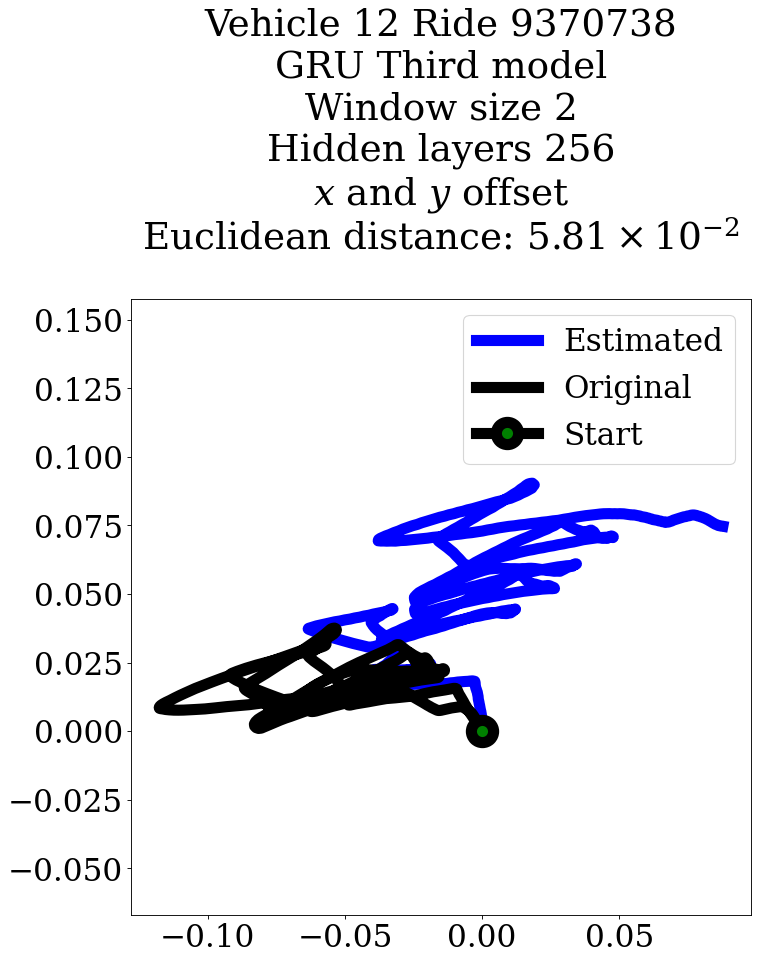 Vehicle 12 Ride 9370738
GRU Third model
Window size 2
Hidden layers 256
x and y offset
Euclidean distance: 5.81 × 10⁻²
Estimated
Original
Start
0.150
0.125
0.100
0.075
0.050
0.025
0.000
−0.025
−0.050
−0.10 −0.05 0.00 0.05